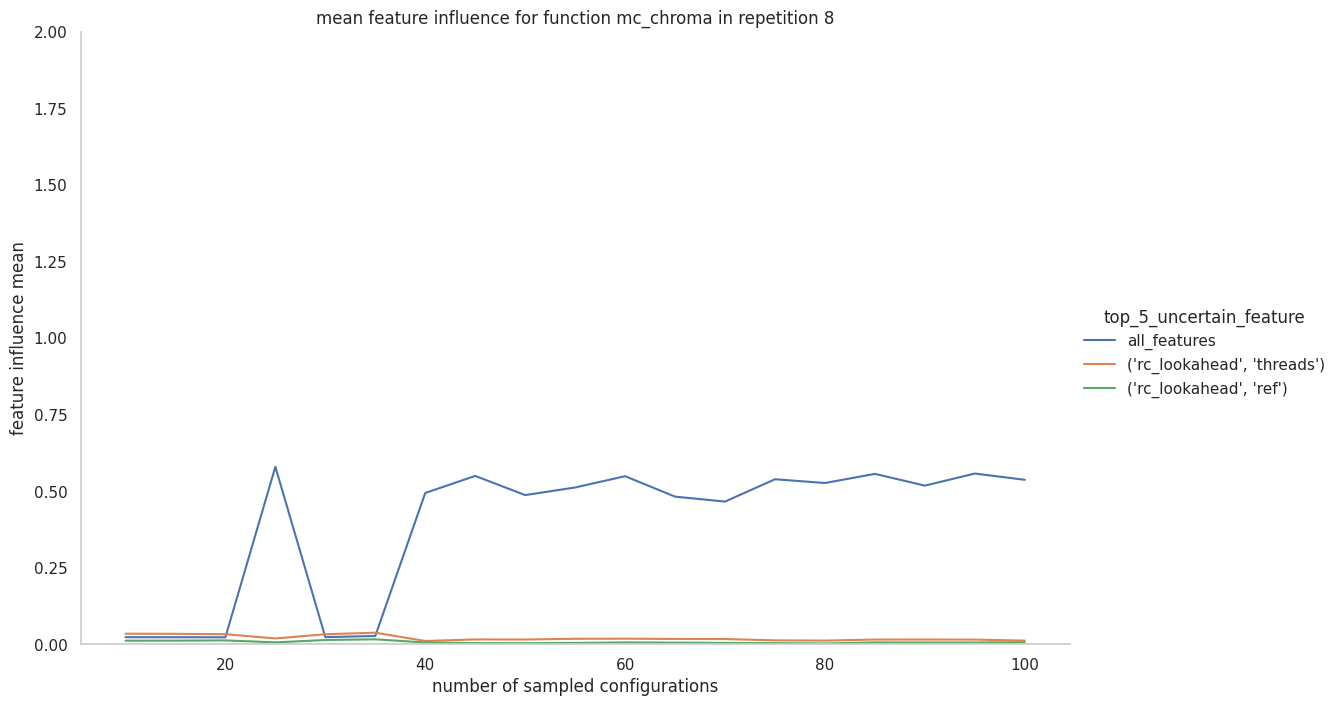 mean feature influence for function mc_chroma in repetition 8
2.00
1.75
1.50
1.25
1.00
0.75
0.50
0.25
0.00
feature influence mean
20
40
60
80
100
number of sampled configurations
top_5_uncertain_feature
all_features
('rc_lookahead', 'threads')
('rc_lookahead', 'ref')